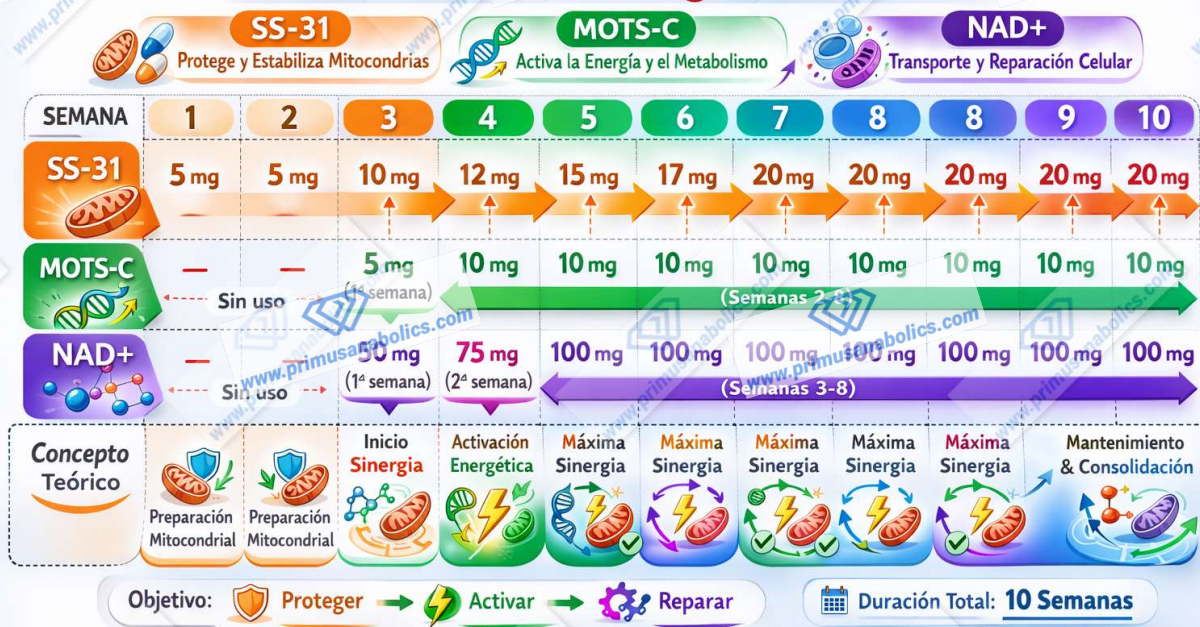 SS-31
Protege y Estabiliza Mitocondrias
MOTS-C
Activa la Energía y el Metabolismo
NAD+
Transporte y Reparación Celular
SEMANA 1 2 3 4 5 6 7 8 8 9 10
SS-31 5 mg 5 mg 10 mg 12 mg 15 mg 17 mg 20 mg 20 mg 20 mg 20 mg 20 mg
MOTS-C — — 5 mg 10 mg 10 mg 10 mg 10 mg 10 mg 10 mg 10 mg 10 mg
Sin uso semana) (Semanas 2-8)
NAD+ — — 50 mg 75 mg 100 mg 100 mg 100 mg 100 mg 100 mg 100 mg 100 mg
Sin uso (1ª semana) (2ª semana) (Semanas 3-8)
Concepto
Teórico
Preparación
Mitocondrial
Preparación
Mitocondrial
Inicio
Sinergia
Activación
Energética
Máxima
Sinergia
Máxima
Sinergia
Máxima
Sinergia
Máxima
Sinergia
Máxima
Sinergia
Mantenimiento
& Consolidación
Objetivo: Proteger Activar Reparar
Duración Total: 10 Semanas
www.primusanabolics.com
www.primusanabolics.com